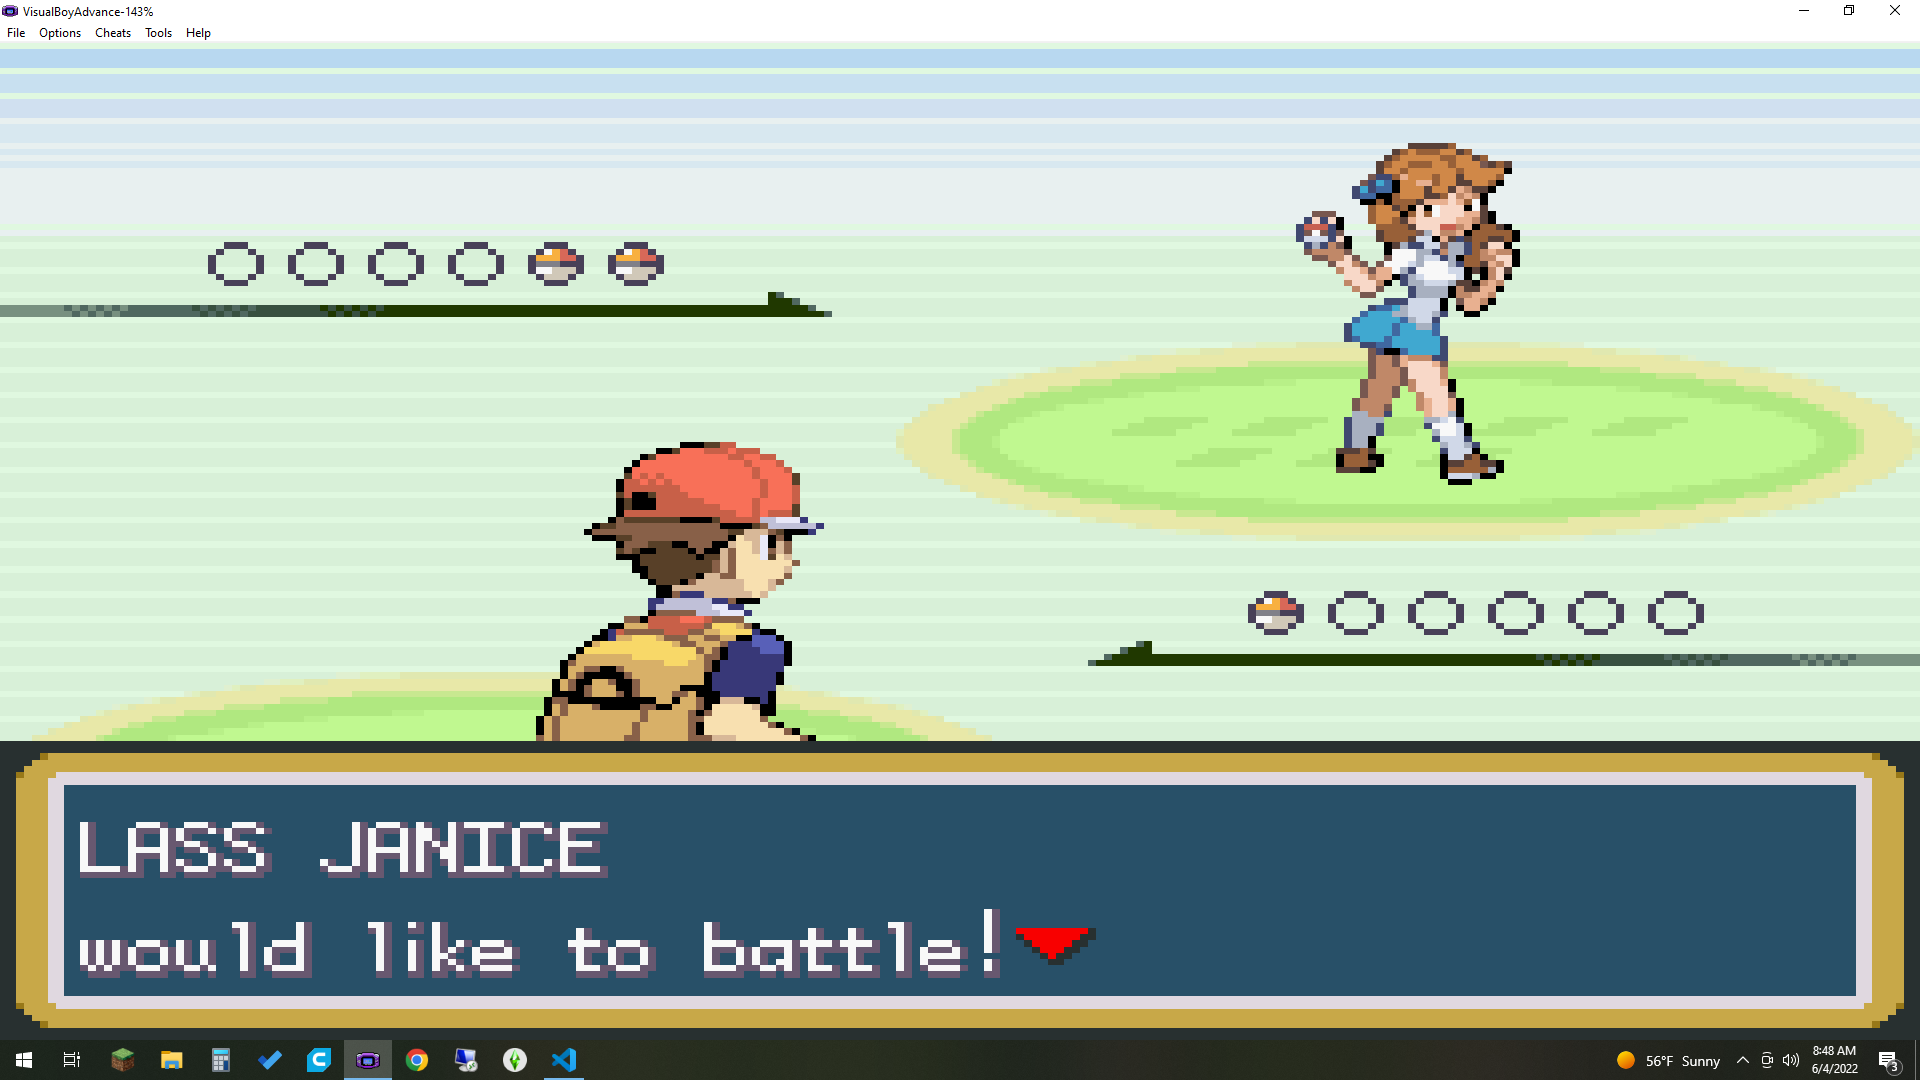 VisualBoyAdvance-143%
File Options Cheats Tools Help
LASS JANICE
would like to battle!
56°F Sunny
8:48 AM
6/4/2022
3